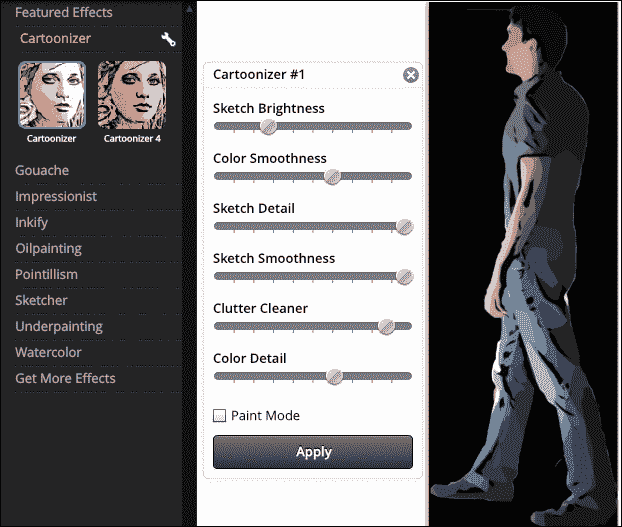 Featured Effects
Cartoonizer
Cartoonizer
Cartoonizer 4
Gouache
Impressionist
Inkify
Oilpainting
Pointillism
Sketcher
Underpainting
Watercolor
Get More Effects
Cartoonizer #1
Sketch Brightness
Color Smoothness
Sketch Detail
Sketch Smoothness
Clutter Cleaner
Color Detail
Paint Mode
Apply